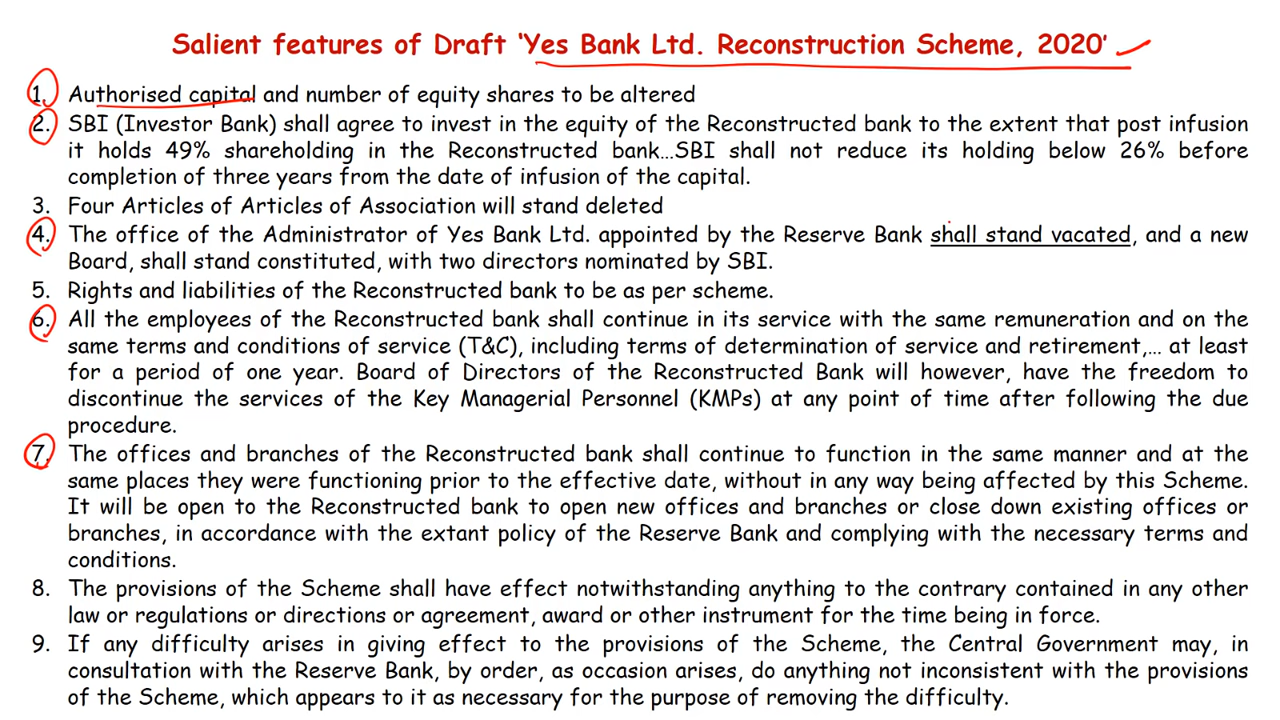 Salient features of Draft ‘Yes Bank Ltd. Reconstruction Scheme, 2020’
1. Authorised capital and number of equity shares to be altered
2. SBI (Investor Bank) shall agree to invest in the equity of the Reconstructed bank to the extent that post infusion
it holds 49% shareholding in the Reconstructed bank…SBI shall not reduce its holding below 26% before
completion of three years from the date of infusion of the capital.
3. Four Articles of Articles of Association will stand deleted
4. The office of the Administrator of Yes Bank Ltd. appointed by the Reserve Bank shall stand vacated, and a new
Board, shall stand constituted, with two directors nominated by SBI.
5. Rights and liabilities of the Reconstructed bank to be as per scheme.
6. All the employees of the Reconstructed bank shall continue in its service with the same remuneration and on the
same terms and conditions of service (T&C), including terms of determination of service and retirement,… at least
for a period of one year. Board of Directors of the Reconstructed Bank will however, have the freedom to
discontinue the services of the Key Managerial Personnel (KMPs) at any point of time after following the due
procedure.
7. The offices and branches of the Reconstructed bank shall continue to function in the same manner and at the
same places they were functioning prior to the effective date, without in any way being affected by this Scheme.
It will be open to the Reconstructed bank to open new offices and branches or close down existing offices or
branches, in accordance with the extant policy of the Reserve Bank and complying with the necessary terms and
conditions.
8. The provisions of the Scheme shall have effect notwithstanding anything to the contrary contained in any other
law or regulations or directions or agreement, award or other instrument for the time being in force.
9. If any difficulty arises in giving effect to the provisions of the Scheme, the Central Government may, in
consultation with the Reserve Bank, by order, as occasion arises, do anything not inconsistent with the provisions
of the Scheme, which appears to it as necessary for the purpose of removing the difficulty.